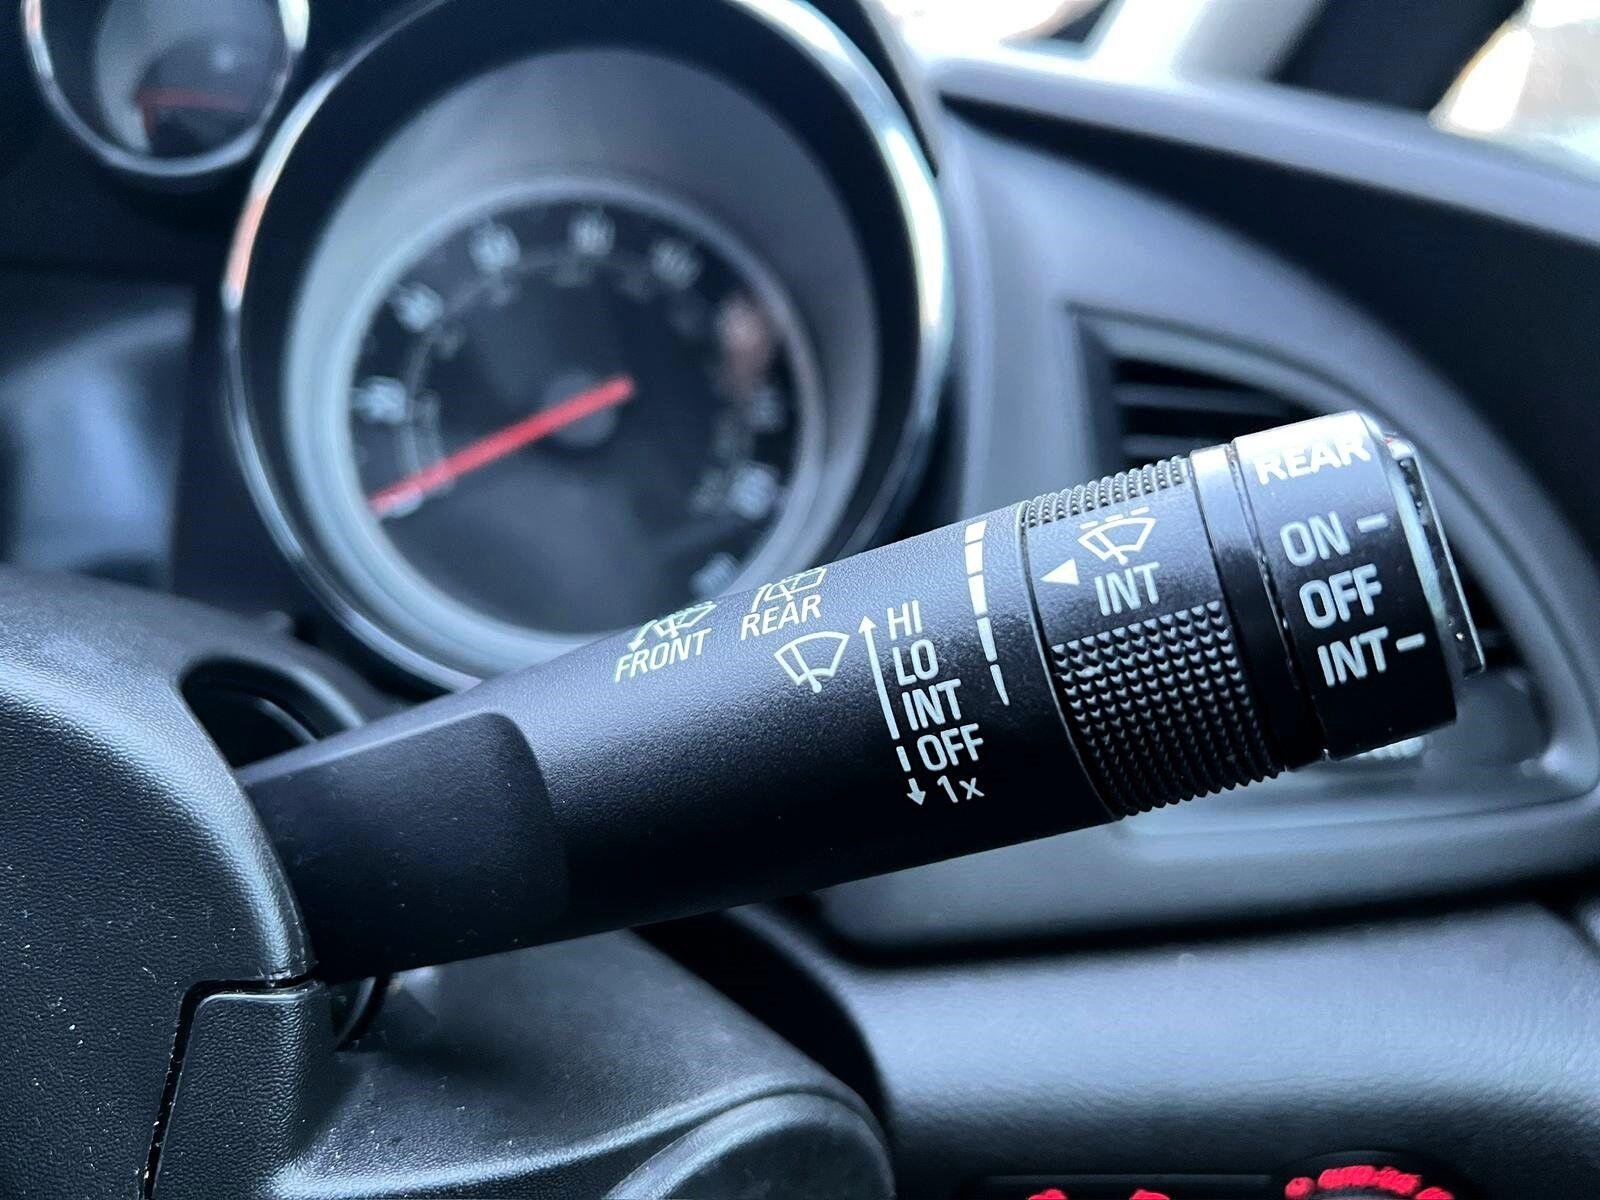 FRONT
REAR
HI
LO
INT
OFF
1x
INT
REAR
ON
OFF
INT